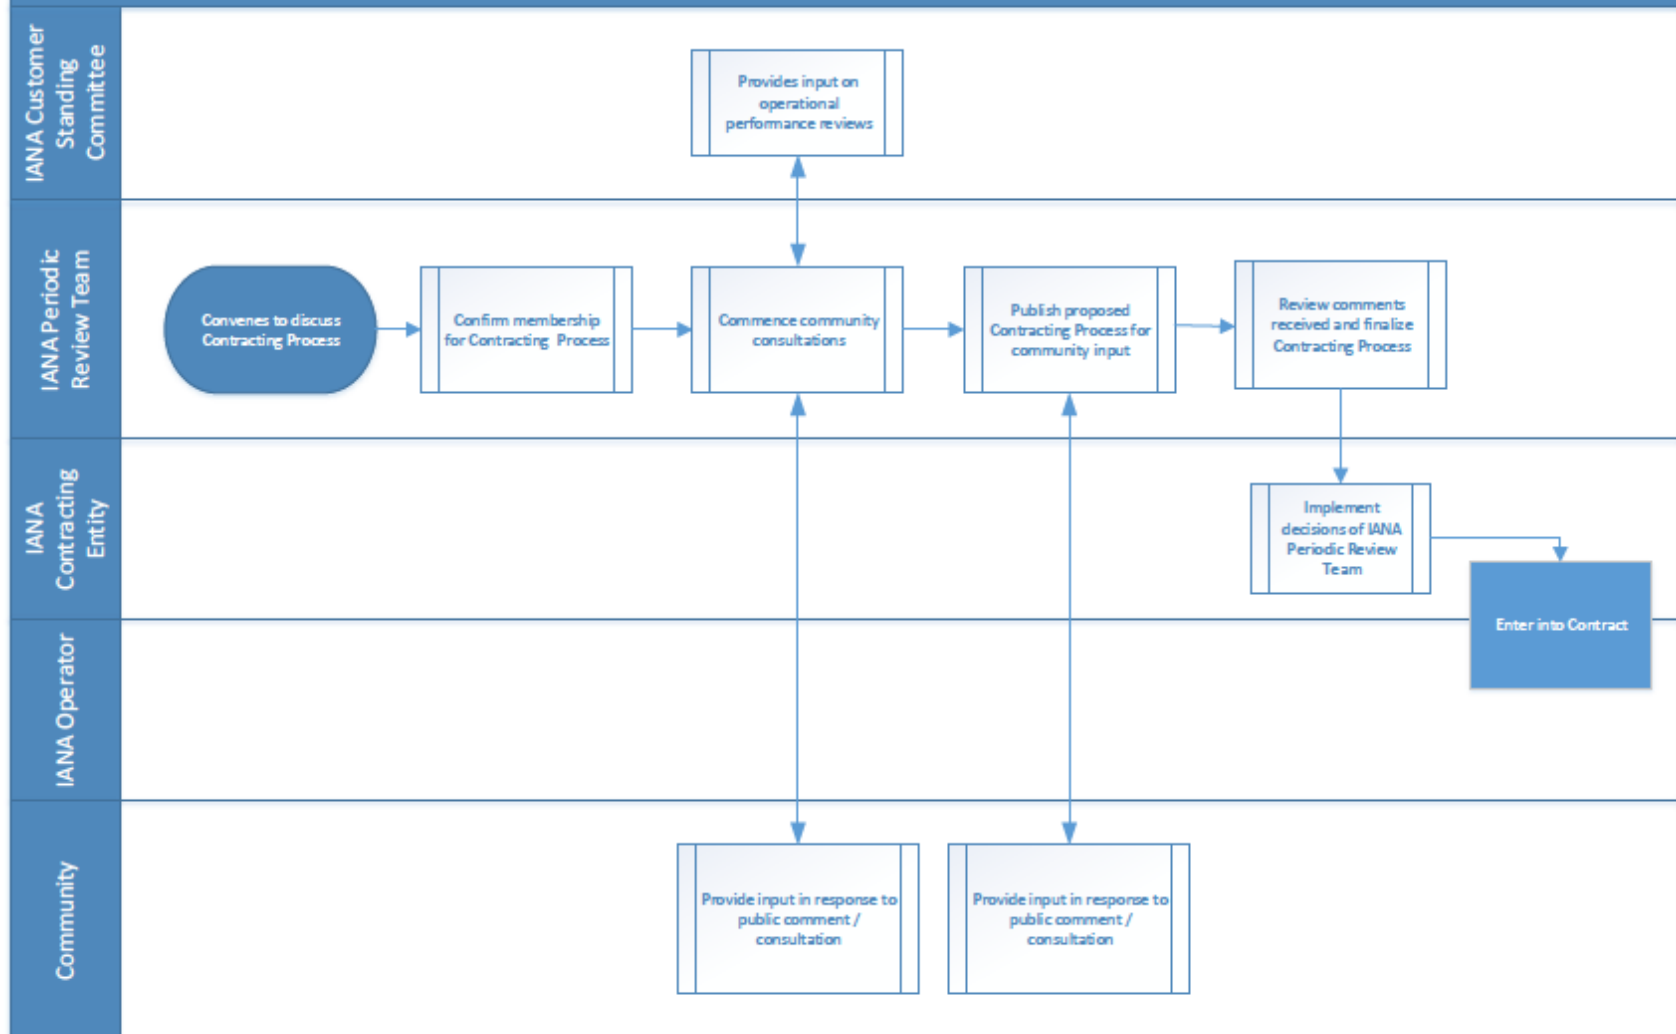 IANA Customer
Standing
Committee
Provides input on
operational
performance reviews
IANA Periodic
Review Team
Convenes to discuss
Contracting Process
Confirm membership
for Contracting Process
Commence community
consultations
Publish proposed
Contracting Process for
community input
Review comments
received and finalize
Contracting Process
IANA
Contracting
Entity
Implement
decisions of IANA
Periodic Review
Team
Enter into Contract
IANA Operator
Community
Provide input in response to
public comment /
consultation
Provide input in response to
public comment /
consultation